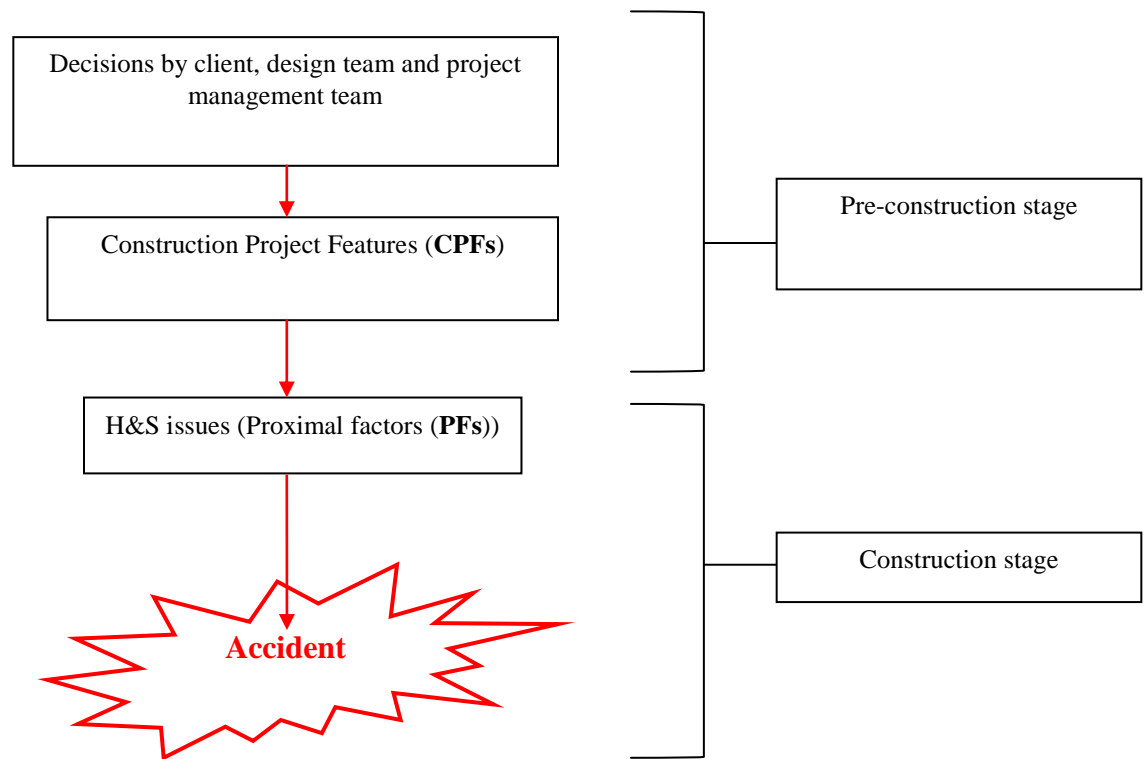 Decisions by client, design team and project
management team
Pre-construction stage
Construction Project Features (CPFs)
H&S issues (Proximal factors (PFs))
Construction stage
Accident